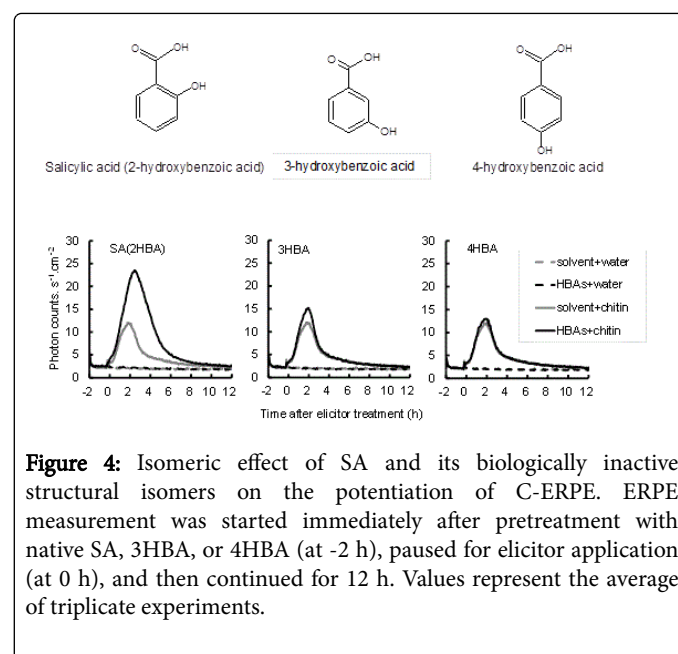 O OH O OH O OH
OH
OH
OH
Salicylic acid (2-hydroxybenzoic acid) 3-hydroxybenzoic acid 4-hydroxybenzoic acid
Photon counts. s⁻¹.cm⁻²
30 SA(2HBA) 30 3HBA 30 4HBA
25 25 25
20 20 20
15 15 15
10 10 10
5 5 5
0 0 0
-2 0 2 4 6 8 10 12 -2 0 2 4 6 8 10 12 -2 0 2 4 6 8 10 12
solvent+water
HBAs+water
solvent+chitin
HBAs+chitin
Time after elicitor treatment (h)
Figure 4: Isomeric effect of SA and its biologically inactive
structural isomers on the potentiation of C-ERPE. ERPE
measurement was started immediately after pretreatment with
native SA, 3HBA, or 4HBA (at -2 h), paused for elicitor application
(at 0 h), and then continued for 12 h. Values represent the average
of triplicate experiments.